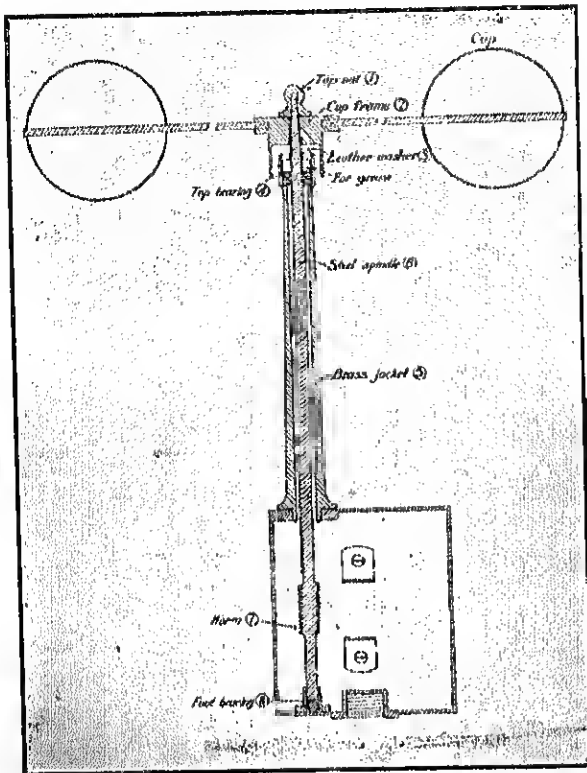 Cup
Top nut (1)
Cup frame (2)
Leather washer (3)
For grease
Top bearing (4)
Steel spindle (6)
Brass jacket (5)
Worm (7)
Foot bearing (8)